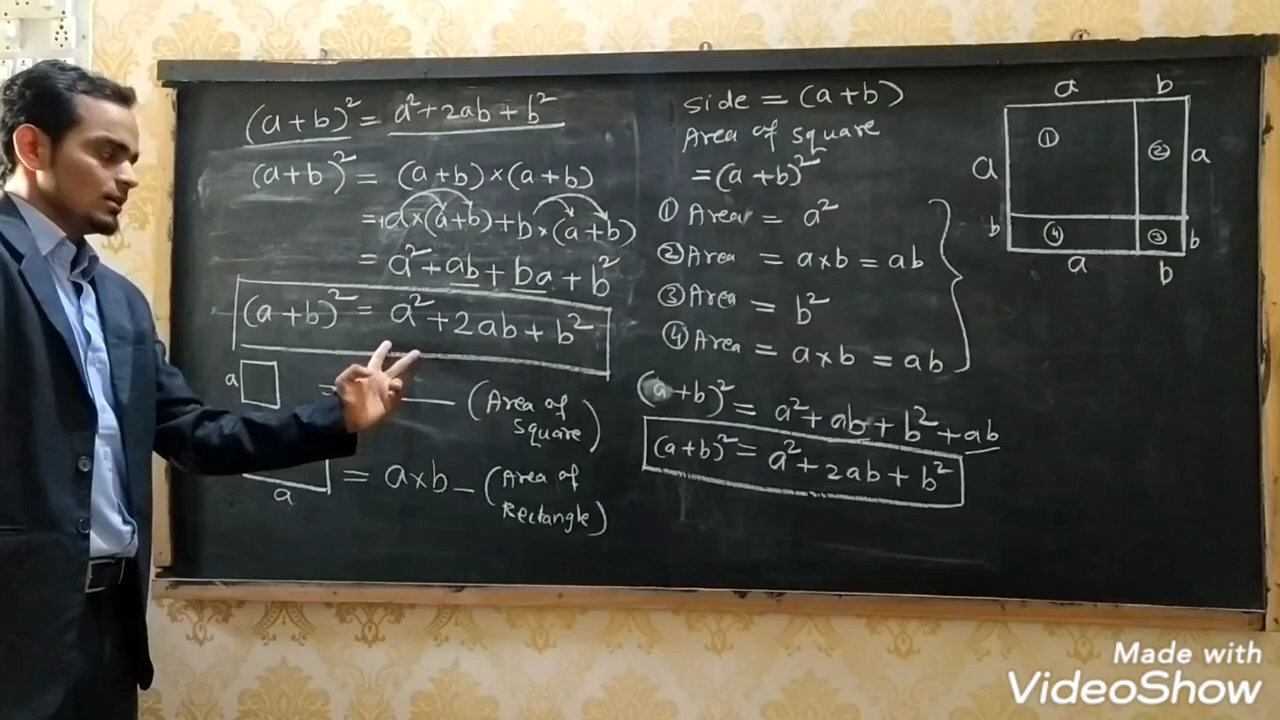 (a+b)² = a²+2ab+b²
(a+b)² = (a+b)×(a+b)
= a×(a+b)+b×(a+b)
= a²+ab+ba+b²
(a+b)² = a²+2ab+b²
a
= — (Area of
Square)
= a×b – (Area of
Rectangle)
a
side = (a+b)
Area of square
=(a+b)²
① Area = a²
② Area = a×b = ab
③ Area = b²
④ Area = a×b = ab
(a+b)² = a²+ab+b²+ab
(a+b)² = a²+2ab+b²
a b
a ① ② a
b ④ ③ b
a b
Made with
VideoShow